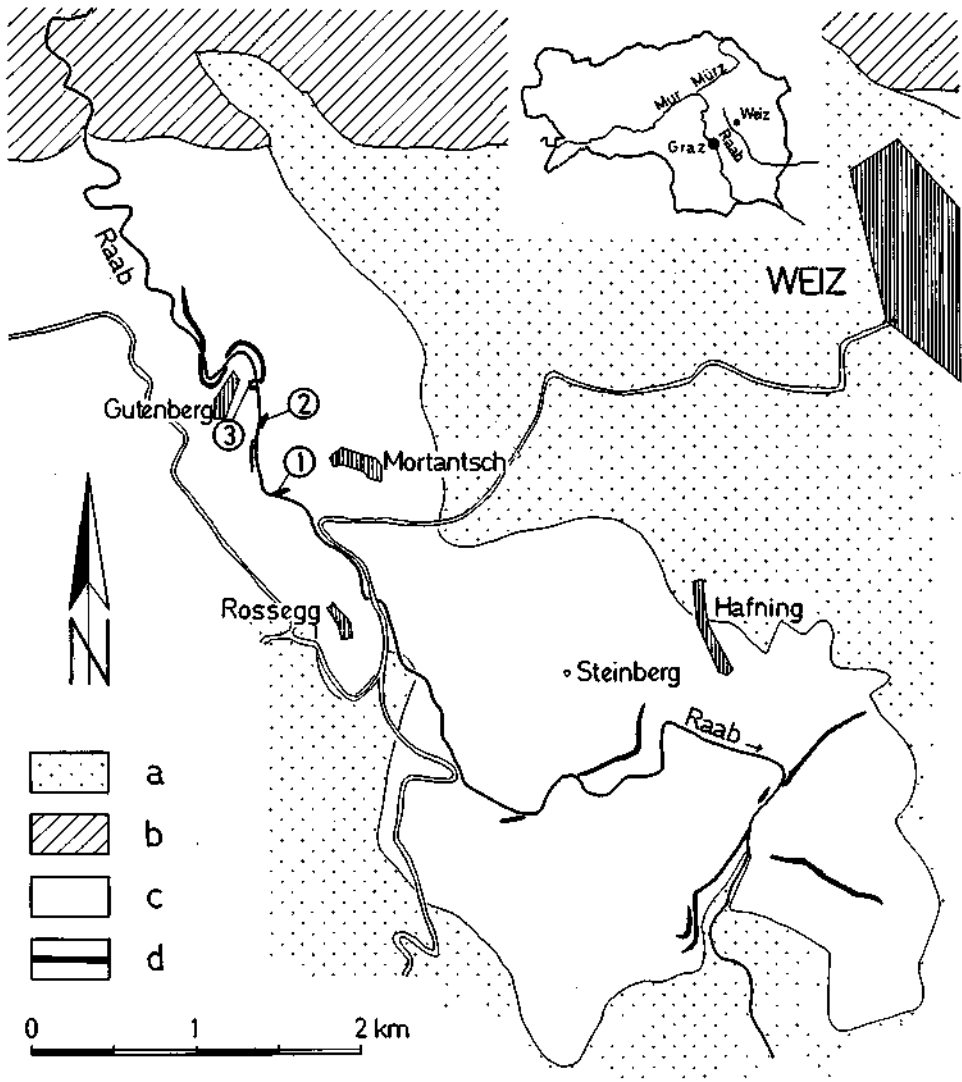 Mur Mürz
Weiz
Graz
Raab
Raab
WEIZ
Gutenberg
2
3
1
Mortantsch
Rossegg
Hafning
Steinberg
Raab →
N
a
b
c
d
0 1 2 km